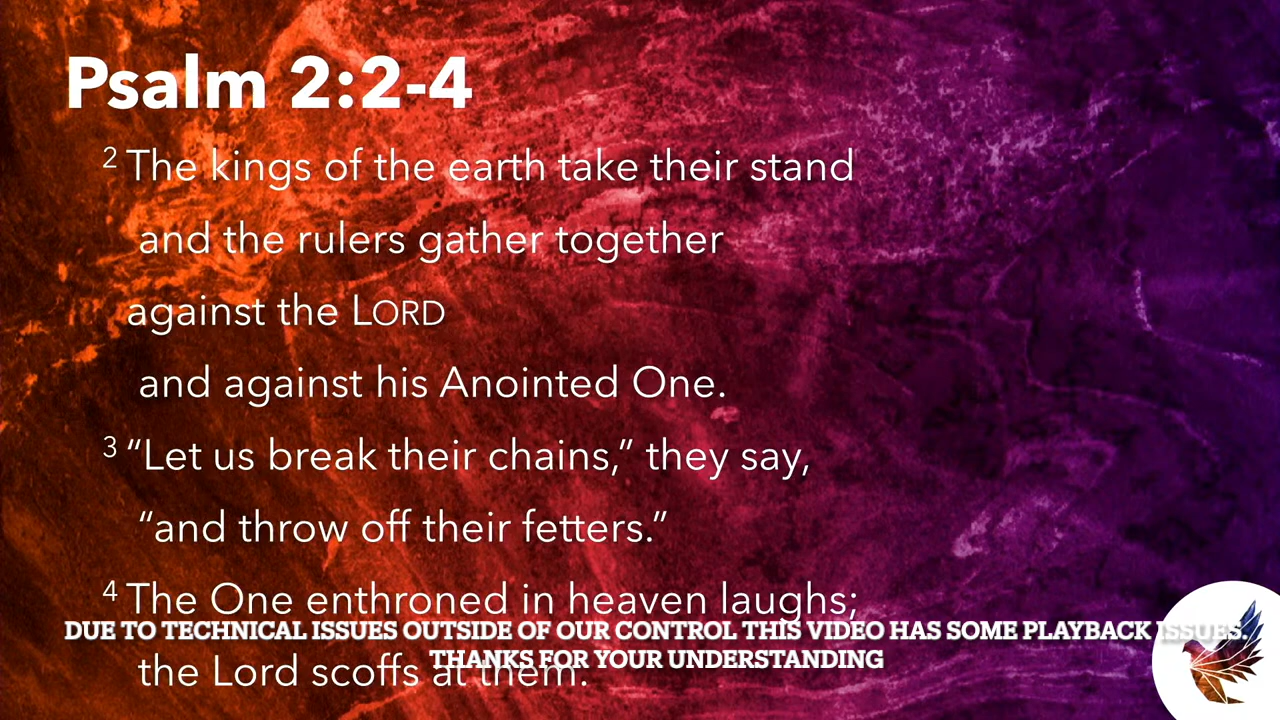 Psalm 2:2-4
2 The kings of the earth take their stand
and the rulers gather together
against the LORD
and against his Anointed One.
3 “Let us break their chains,” they say,
“and throw off their fetters.”
4 The One enthroned in heaven laughs;
DUE TO TECHNICAL ISSUES OUTSIDE OF OUR CONTROL THIS VIDEO HAS SOME PLAYBACK ISSUES.
THANKS FOR YOUR UNDERSTANDING
the Lord scoffs at them.